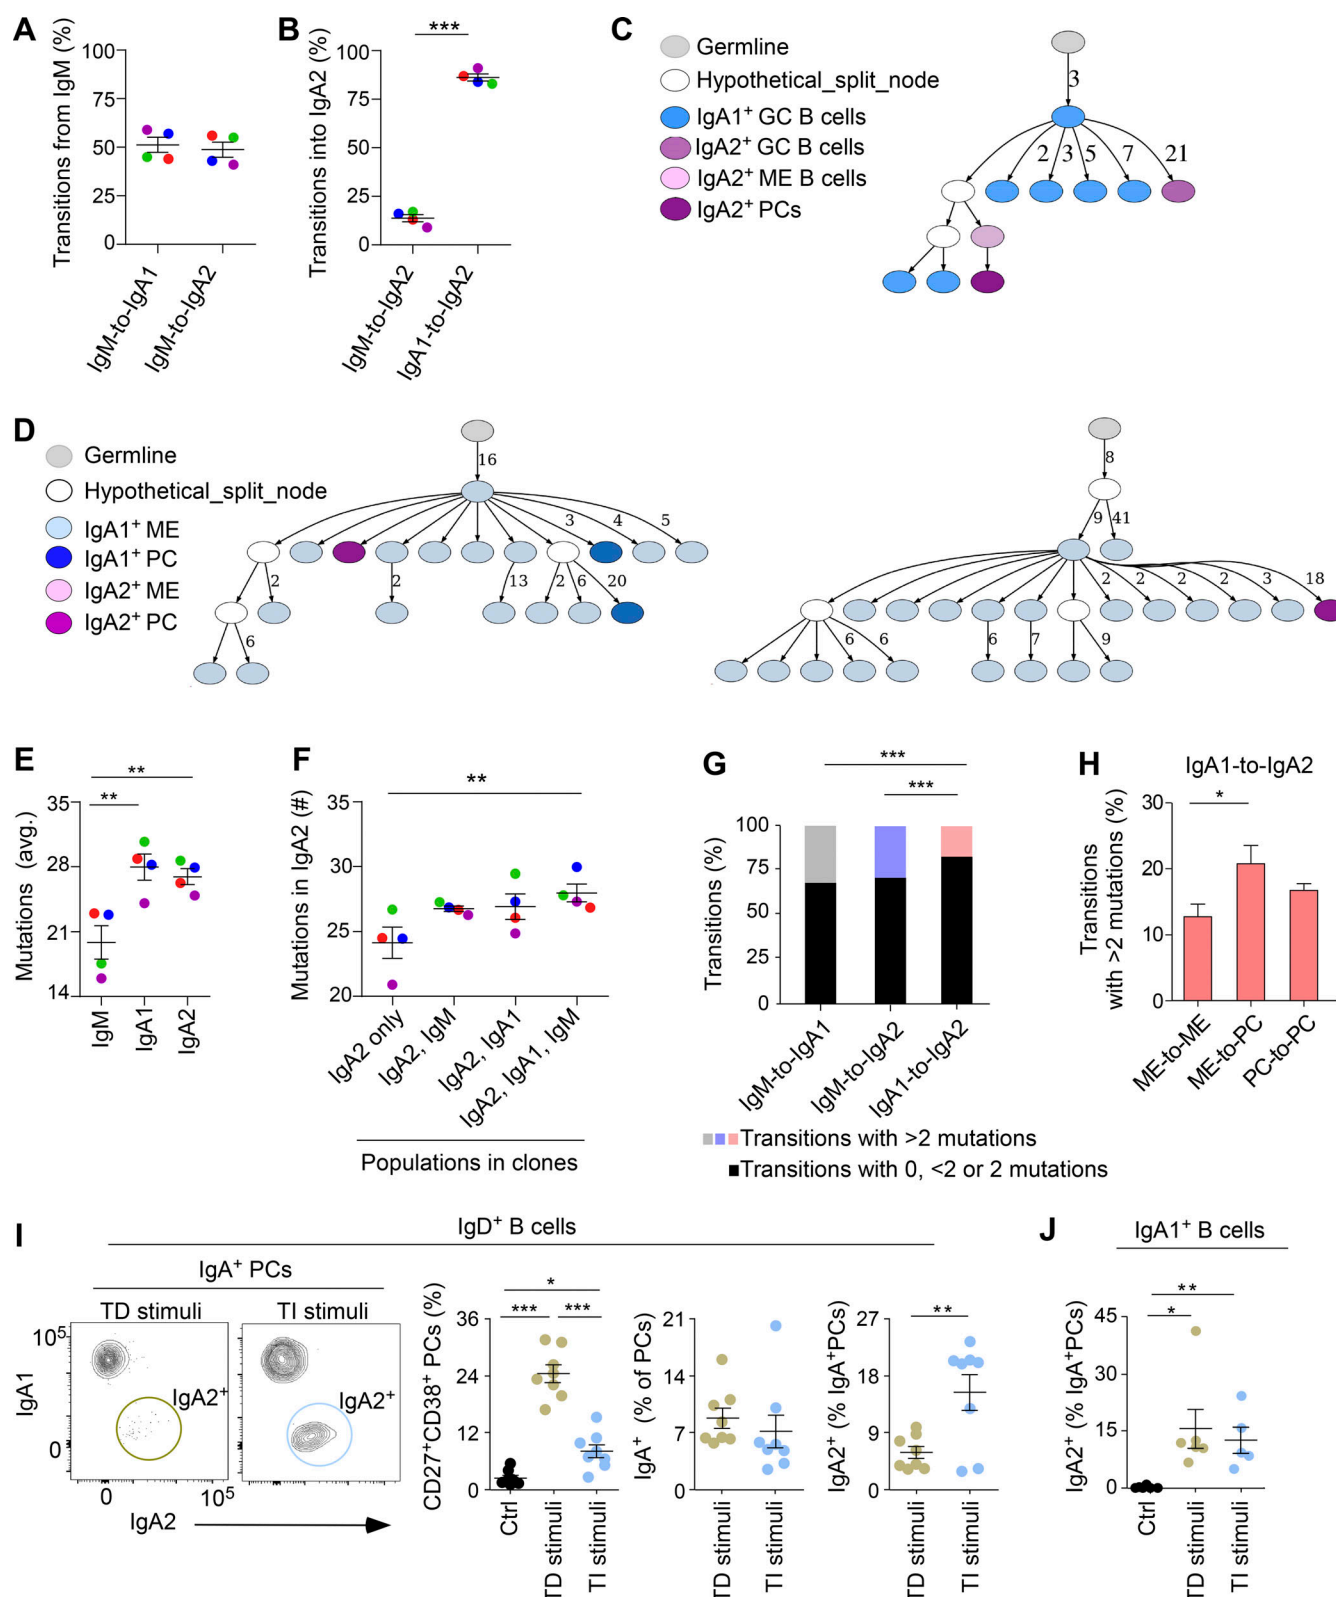 A
Transitions from IgM (%)
100
75
50
25
0
IgM-to-IgA1
IgM-to-IgA2
B
Transitions into IgA2 (%)
***
100
75
50
25
0
IgM-to-IgA2
IgA1-to-IgA2
C
Germline
Hypothetical_split_node
IgA1+ GC B cells
IgA2+ GC B cells
IgA2+ ME B cells
IgA2+ PCs
3
2 3 5 7 21
D
Germline
Hypothetical_split_node
IgA1+ ME
IgA1+ PC
IgA2+ ME
IgA2+ PC
16
3 4 5
2 2 13 2 6 20
6
8
9 41
2 2 2 2 3 18
6 6 6 7 9
E
Mutations (avg.)
**
**
35
28
21
14
IgM
IgA1
IgA2
F
Mutations in IgA2 (#)
**
35
30
25
20
IgA2 only
IgA2, IgM
IgA2, IgA1
IgA2, IgA1, IgM
Populations in clones
G
Transitions (%)
***
***
100
75
50
25
0
IgM-to-IgA1
IgM-to-IgA2
IgA1-to-IgA2
Transitions with >2 mutations
Transitions with 0, <2 or 2 mutations
H
IgA1-to-IgA2
Transitions
with >2 mutations (%)
*
30
20
10
0
ME-to-ME
ME-to-PC
PC-to-PC
I
IgD+ B cells
IgA+ PCs
TD stimuli
TI stimuli
IgA1
105
0
IgA2+
IgA2+
0
105
IgA2
CD27+CD38+ PCs (%)
*
*** ***
36
24
12
0
Ctrl
TD stimuli
TI stimuli
IgA+ (% of PCs)
21
14
7
0
TD stimuli
TI stimuli
IgA2+ (% IgA+PCs)
**
27
18
9
0
TD stimuli
TI stimuli
J
IgA1+ B cells
IgA2+ (% IgA+PCs)
**
*
45
30
15
0
Ctrl
TD stimuli
TI stimuli